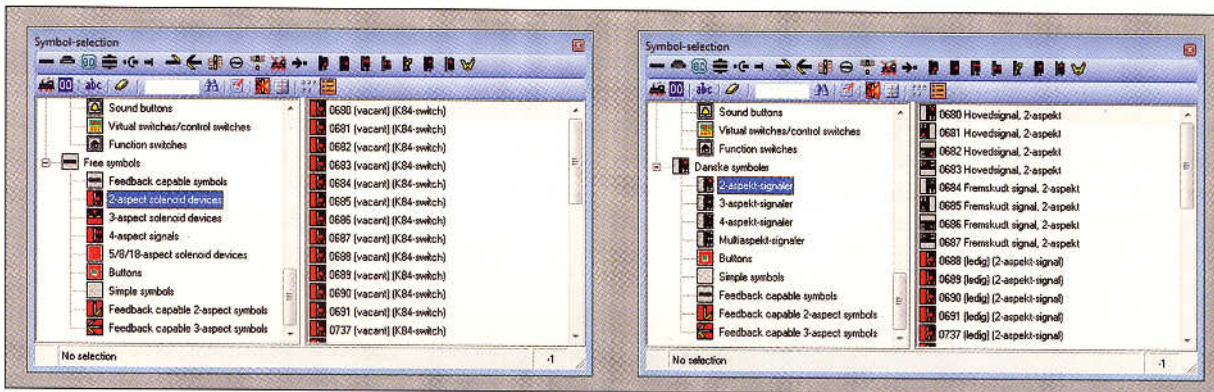 Symbol-selection
abc
Sound buttons
Virtual switches/control switches
Function switches
Free symbols
Feedback capable symbols
2-aspect solenoid devices
3-aspect solenoid devices
4-aspect signals
5/8/18-aspect solenoid devices
Buttons
Simple symbols
Feedback capable 2-aspect symbols
Feedback capable 3-aspect symbols
0680 (vacant) (K84-switch)
0681 (vacant) (K84-switch)
0682 (vacant) (K84-switch)
0683 (vacant) (K84-switch)
0684 (vacant) (K84-switch)
0685 (vacant) (K84-switch)
0686 (vacant) (K84-switch)
0687 (vacant) (K84-switch)
0688 (vacant) (K84-switch)
0689 (vacant) (K84-switch)
0690 (vacant) (K84-switch)
0691 (vacant) (K84-switch)
0737 (vacant) (K84-switch)
No selection
-1
Symbol-selection
abc
Sound buttons
Virtual switches/control switches
Function switches
Danske symboler
2-aspekt-signaler
3-aspekt-signaler
4-aspekt-signaler
Multiaspekt-signaler
Buttons
Simple symbols
Feedback capable symbols
Feedback capable 2-aspect symbols
Feedback capable 3-aspect symbols
0680 Hovedsignal, 2-aspekt
0681 Hovedsignal, 2-aspekt
0682 Hovedsignal, 2-aspekt
0683 Hovedsignal, 2-aspekt
0684 Fremskudt signal, 2-aspekt
0685 Fremskudt signal, 2-aspekt
0686 Fremskudt signal, 2-aspekt
0687 Fremskudt signal, 2-aspekt
0688 (ledig) (2-aspekt-signal)
0689 (ledig) (2-aspekt-signal)
0690 (ledig) (2-aspekt-signal)
0691 (ledig) (2-aspekt-signal)
0737 (ledig) (2-aspekt-signal)
No selection
-1